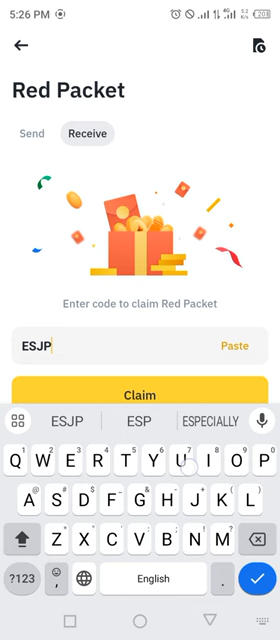 5:26 PM
Red Packet
Send Receive
Enter code to claim Red Packet
ESJP Paste
Claim
ESJP ESP ESPECIALLY
Q W E R T Y U I O P
A S D F G H J K L
Z X C V B N M
?123 , English .